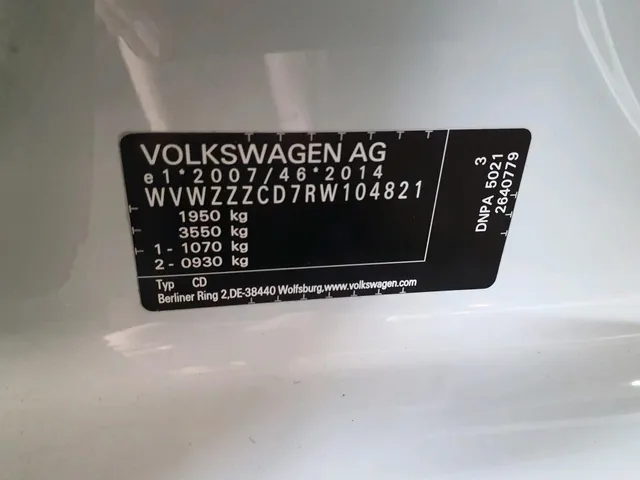 VOLKSWAGEN AG
e1*2007/46*2014
WVWZZZCD7RW104821
1950 kg
3550 kg
1 - 1070 kg
2 - 0930 kg
Typ CD
Berliner Ring 2,DE-38440 Wolfsburg,www.volkswagen.com
3
DNPA 5021
2640779